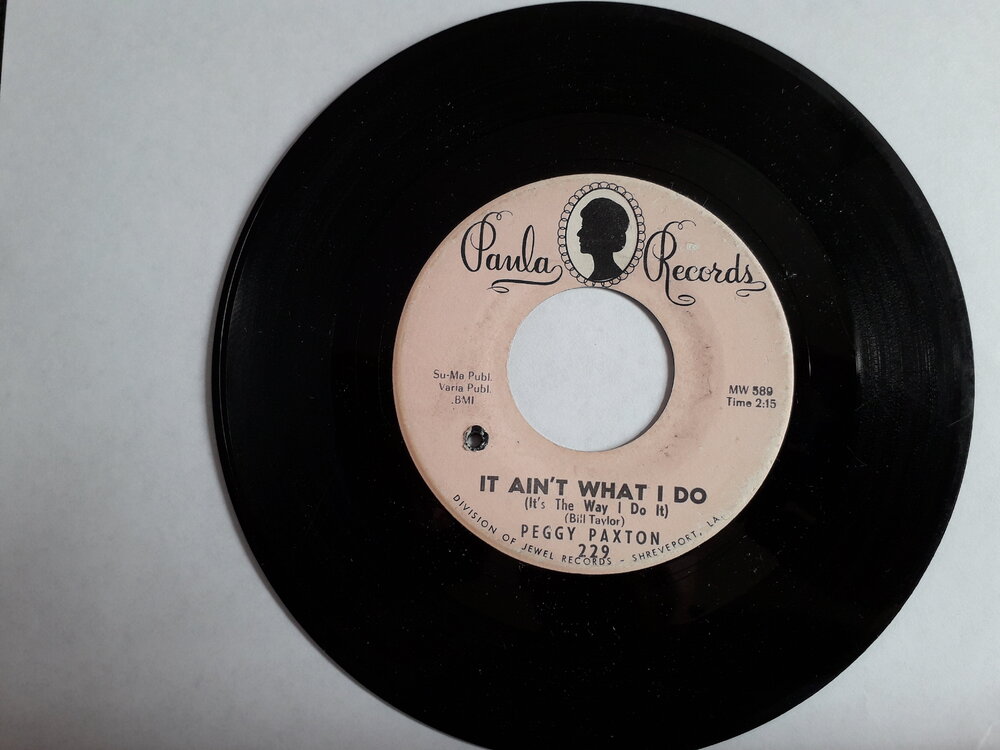 Paula Records
Su-Ma Publ.
Varia Publ.
BMI
MW 589
Time 2:15
IT AIN'T WHAT I DO
(It's The Way I Do It)
(Bill Taylor)
PEGGY PAXTON
229
DIVISION OF JEWEL RECORDS - SHREVEPORT, LA.